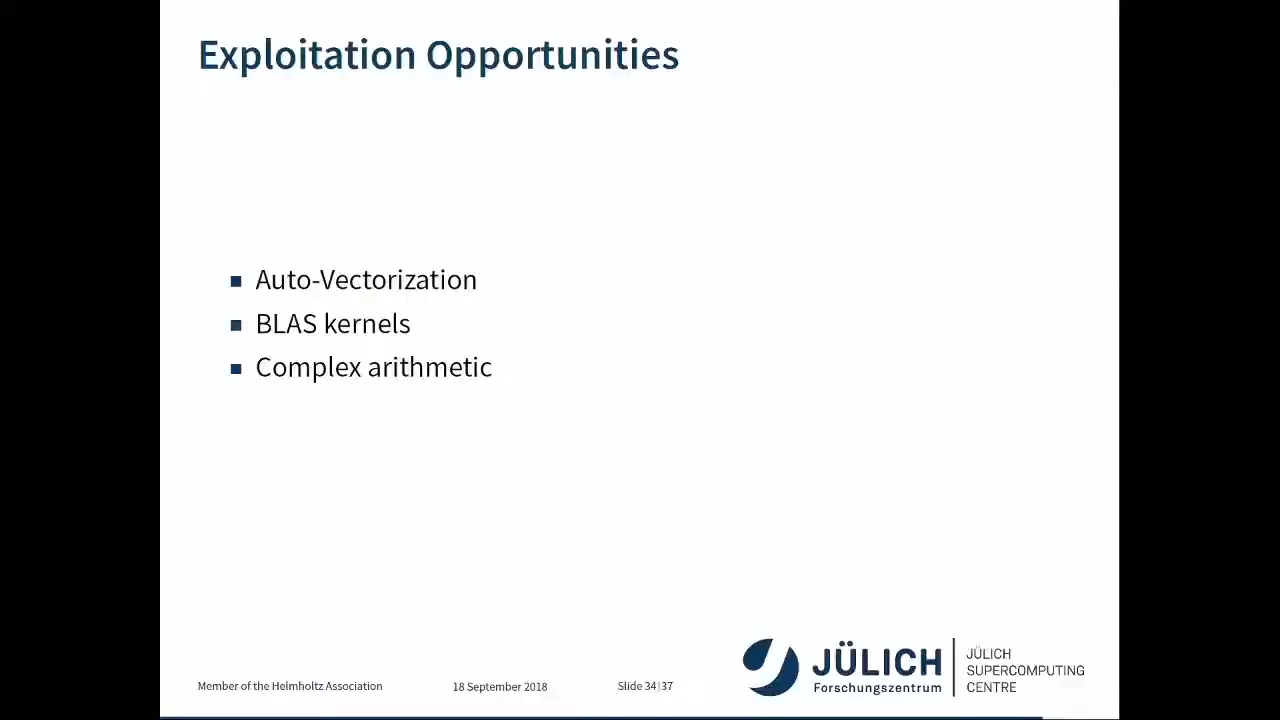 Exploitation Opportunities
Auto-Vectorization
BLAS kernels
Complex arithmetic
Member of the Helmholtz Association
18 September 2018
Slide 34|37
JÜLICH
Forschungszentrum
JÜLICH
SUPERCOMPUTING
CENTRE